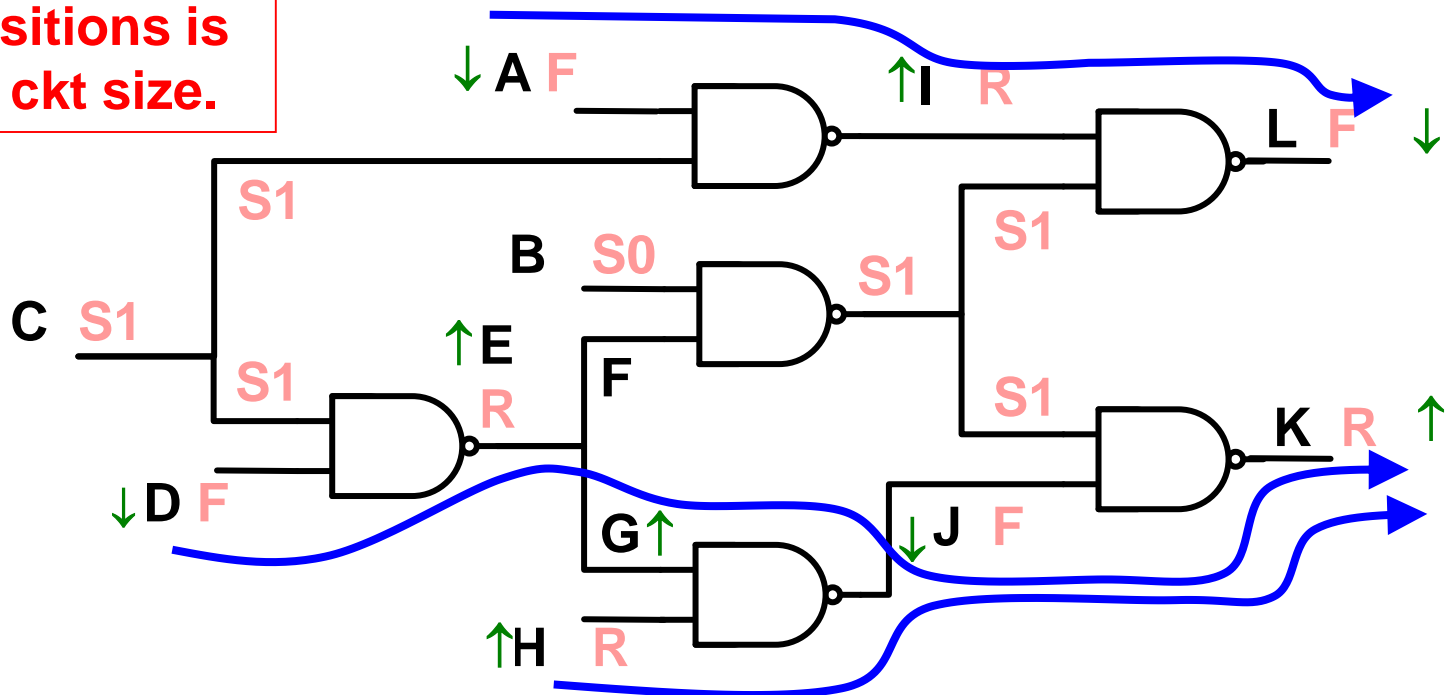 sitions is
ckt size.
↓ A F
↑I R
L F ↓
S1
S1
B S0
S1
C S1
↑E
R
F
S1
S1
K R ↑
↓ D F
G↑
↓ J F
↑H R